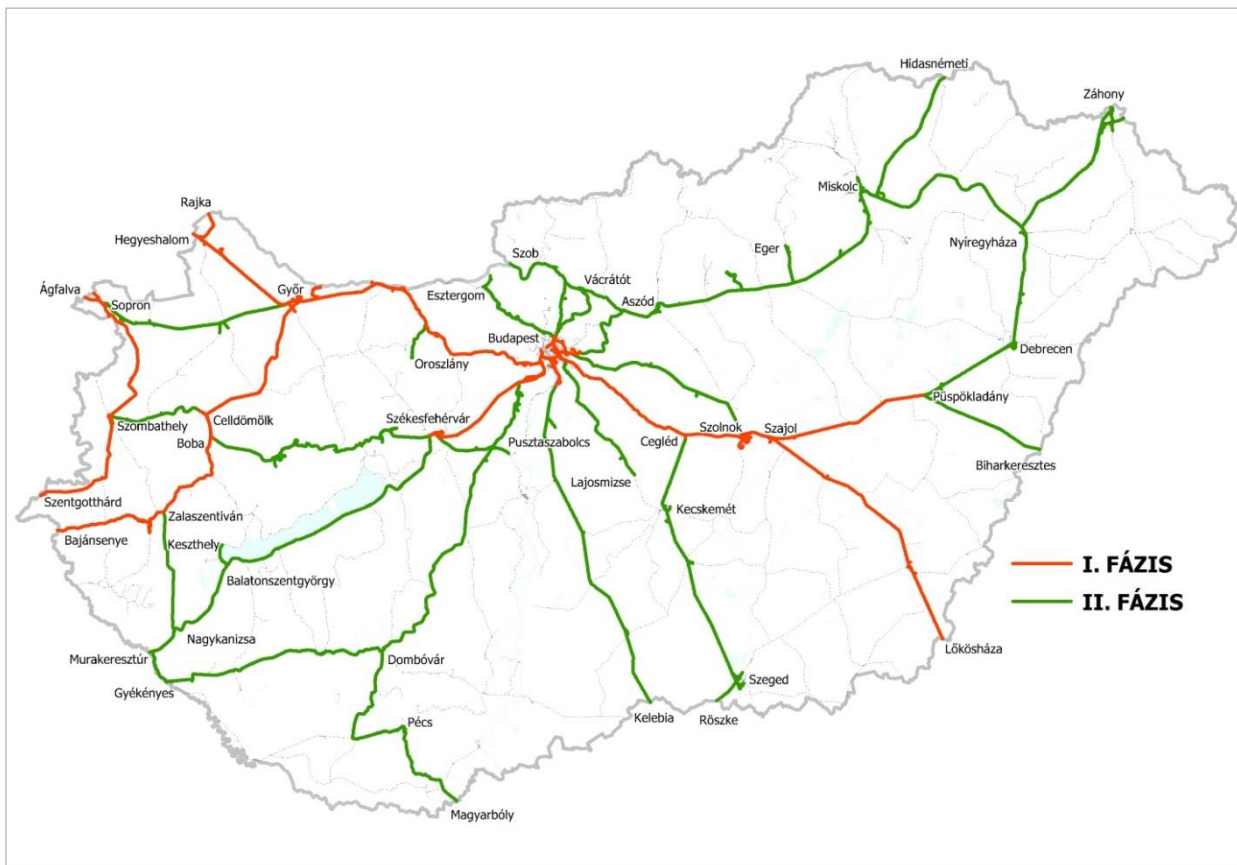 Hidasnémeti
Záhony
Miskolc
Rajka
Hegyeshalom
Nyíregyháza
Szob
Eger
Vácrátót
Ágfalva
Győr
Esztergom
Aszód
Sopron
Budapest
Debrecen
Oroszlány
Püspökladány
Székesfehérvár
Celldömölk
Szombathely
Szolnok
Szajol
Boba
Pusztaszabolcs
Cegléd
Biharkeresztes
Lajosmizse
Szentgotthárd
Zalaszentiván
Kecskemét
Bajánsenye
Keszthely
I. FÁZIS
Balatonszentgyörgy
II. FÁZIS
Nagykanizsa
Lőkösháza
Murakeresztúr
Dombóvár
Szeged
Gyékényes
Pécs
Kelebia
Röszke
Magyarbóly